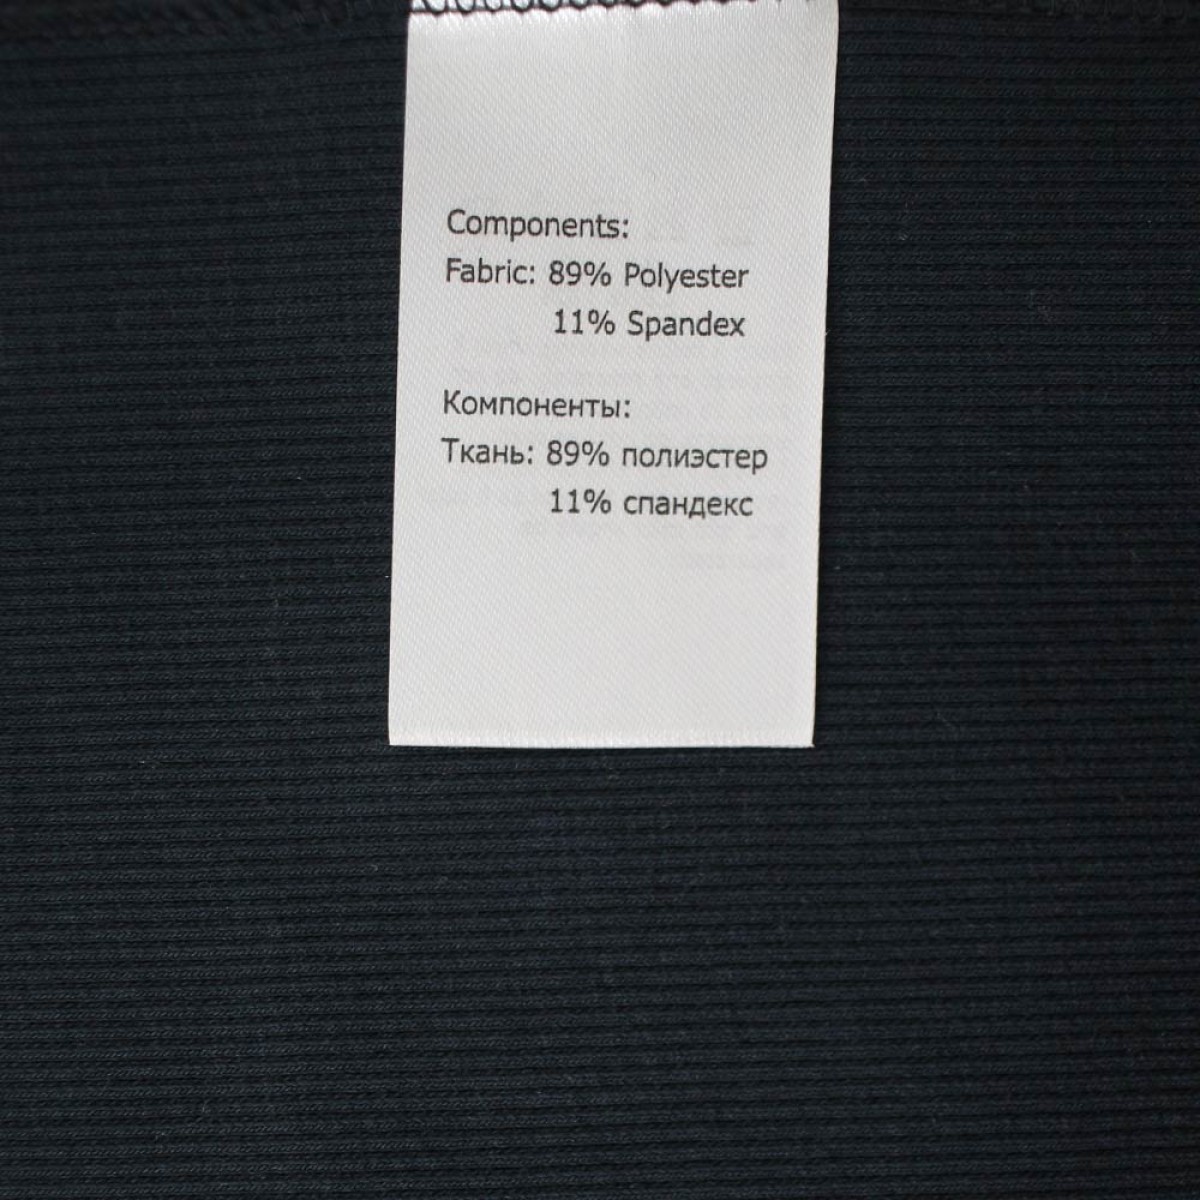 Components:
Fabric: 89% Polyester
11% Spandex
Компоненты:
Ткань: 89% полиэстер
11% спандекс